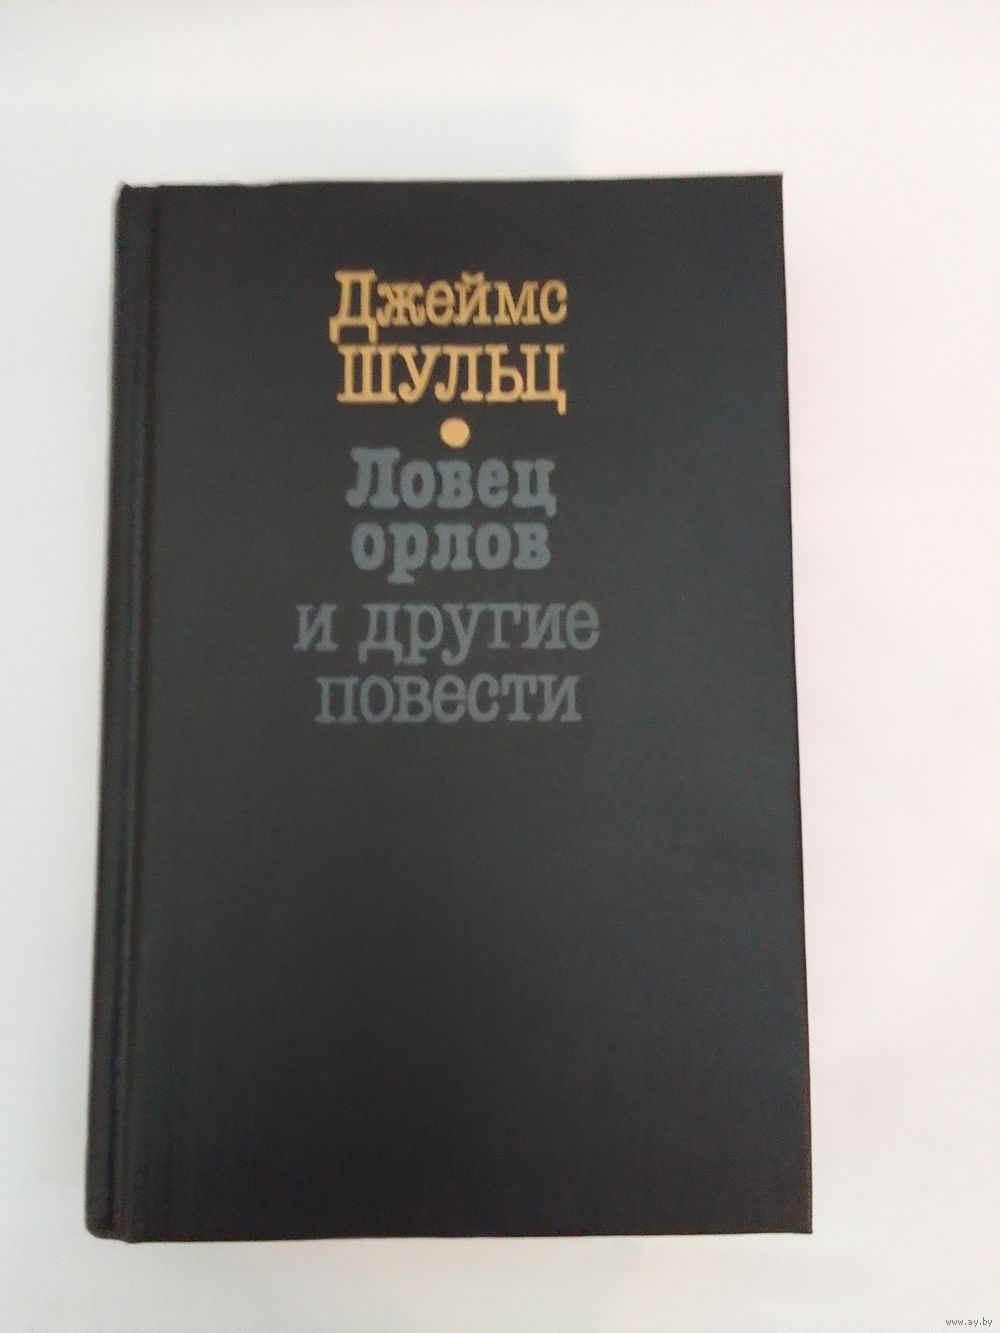 Джеймс
ШУЛЬЦ
Ловец
орлов
и другие
повести
www.ay.by